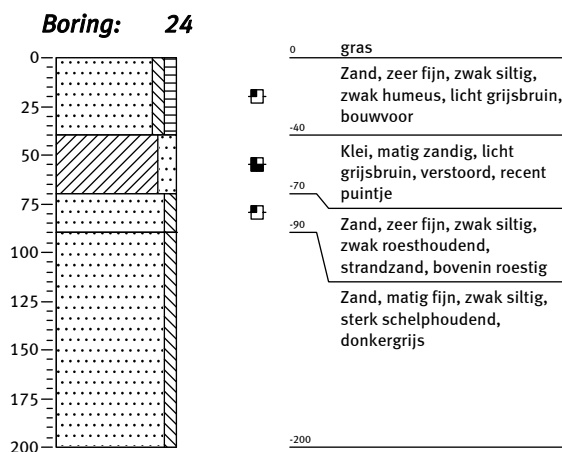 Boring: 24
0
25
50
75
100
125
150
175
200
0 gras
Zand, zeer fijn, zwak siltig,
zwak humeus, licht grijsbruin,
bouwvoor
-40
Klei, matig zandig, licht
grijsbruin, verstoord, recent
puintje
-70
Zand, zeer fijn, zwak siltig,
zwak roesthoudend,
strandzand, bovenin roestig
-90
Zand, matig fijn, zwak siltig,
sterk schelphoudend,
donkergrijs
-200